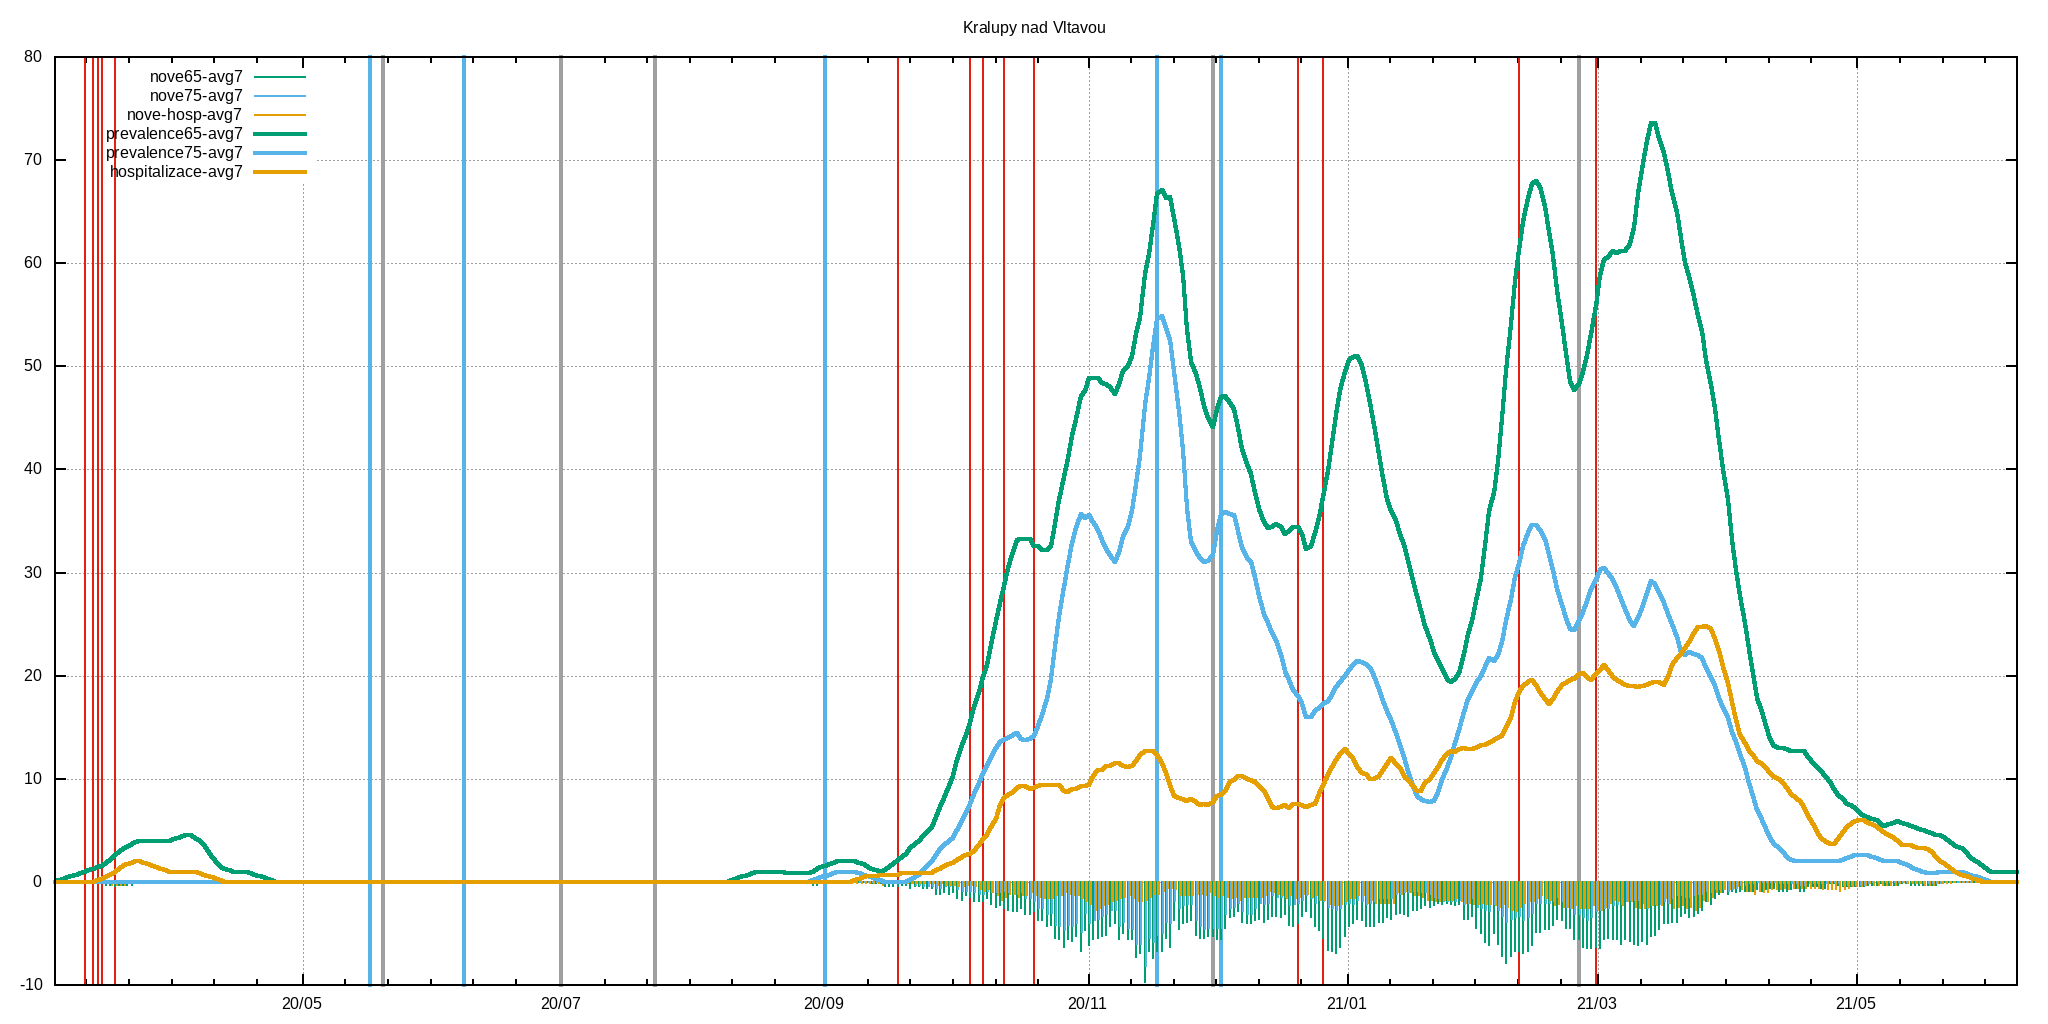 Kralupy nad Vltavou
80
nove65-avg7
nove75-avg7
nove-hosp-avg7
prevalence65-avg7
prevalence75-avg7
hospitalizace-avg7
70
60
50
40
30
20
10
0
-10
20/05 20/07 20/09 20/11 21/01 21/03 21/05